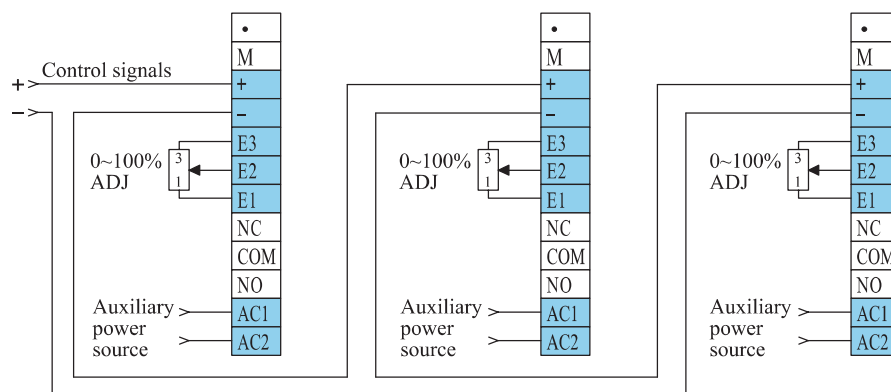 •
M
+ Control signals +
− −
E3
0~100% 3 E2
ADJ 1
E1
NC
COM
NO
Auxiliary AC1
power
source AC2
•
M
+
−
E3
0~100% 3 E2
ADJ 1
E1
NC
COM
NO
Auxiliary AC1
power
source AC2
•
M
+
−
E3
0~100% 3 E2
ADJ 1
E1
NC
COM
NO
Auxiliary AC1
power
source AC2